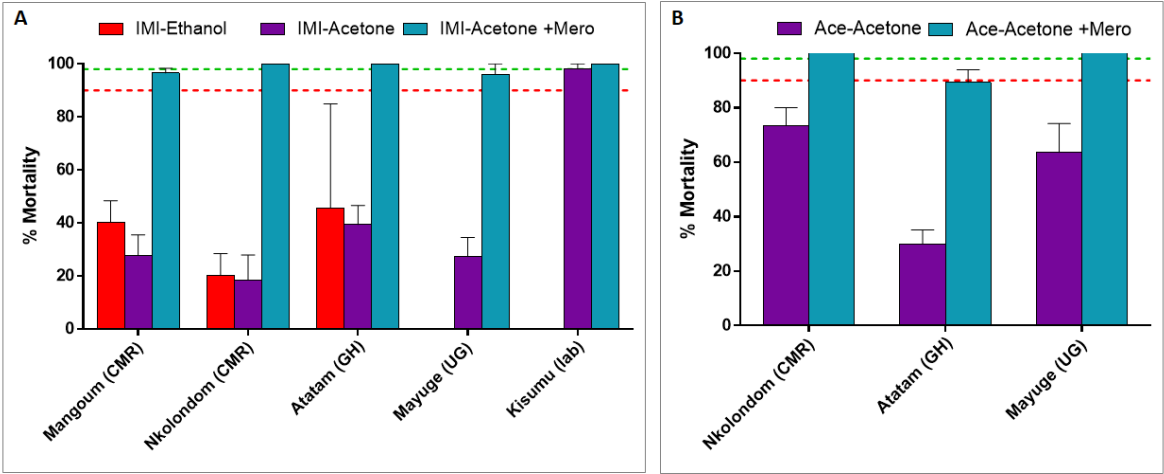 A
IMI-Ethanol IMI-Acetone IMI-Acetone +Mero
100
80
60
40
20
0
% Mortality
Mangoum (CMR)
Nkolondom (CMR)
Atatam (GH)
Mayuge (UG)
Kisumu (lab)
B
Ace-Acetone Ace-Acetone +Mero
100
80
60
40
20
0
% Mortality
Nkolondom (CMR)
Atatam (GH)
Mayuge (UG)